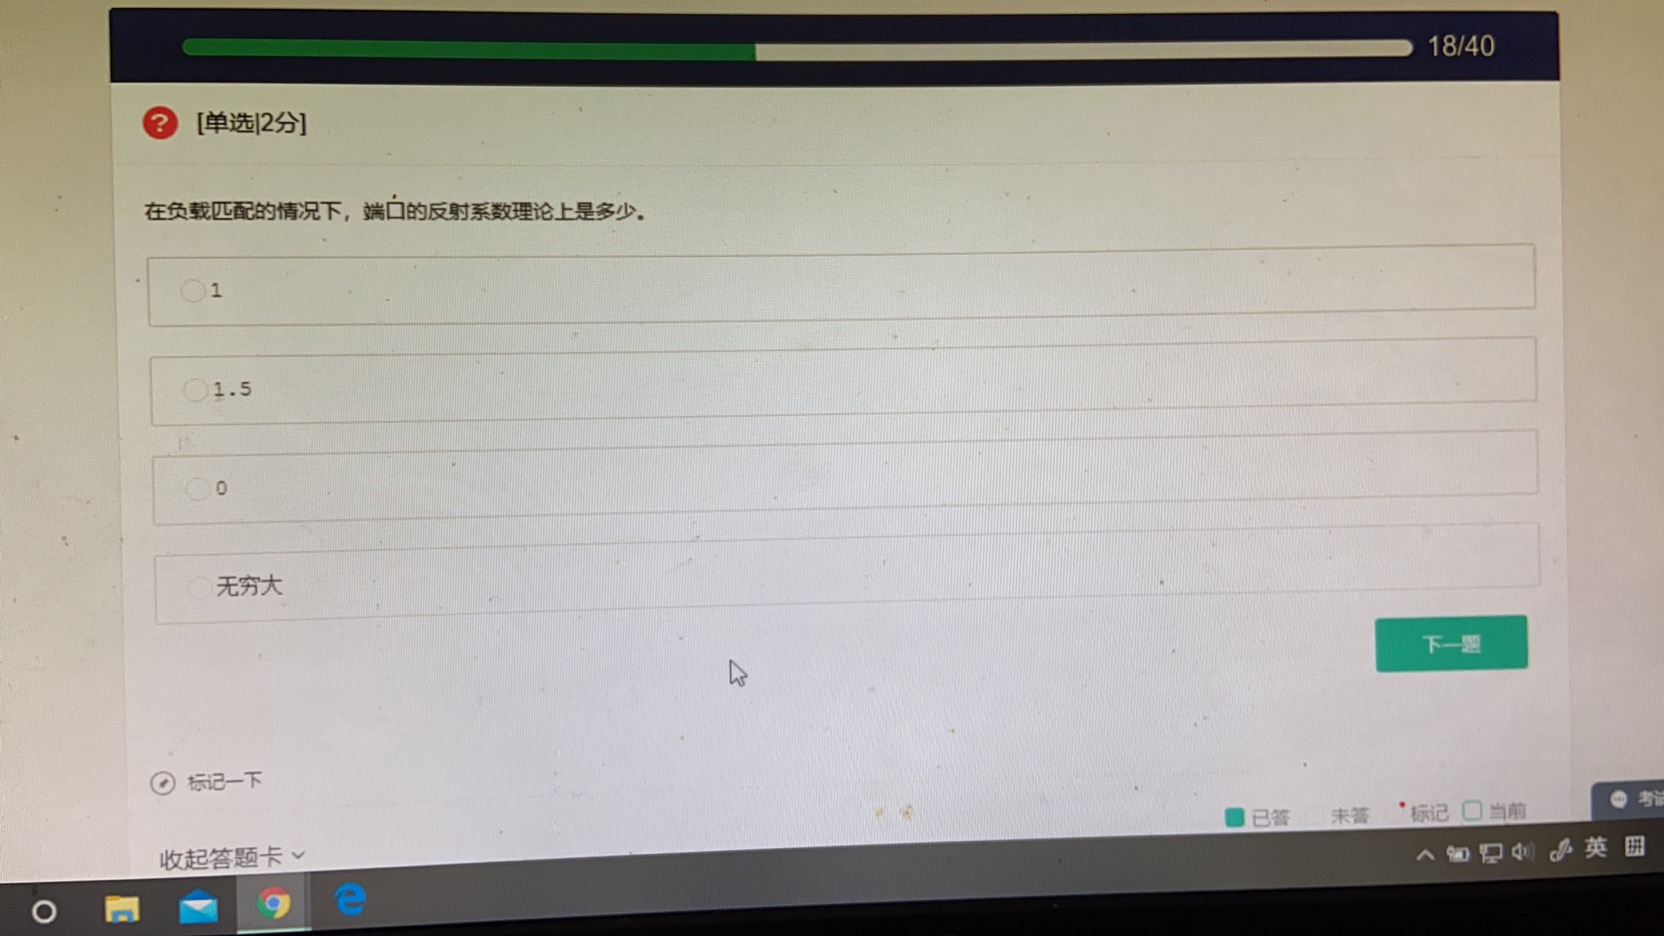 18/40
[单选|2分]
在负载匹配的情况下，端口的反射系数理论上是多少。
1
1.5
0
无穷大
下一题
标记一下
已答 未答 标记 当前
收起答题卡
英 拼